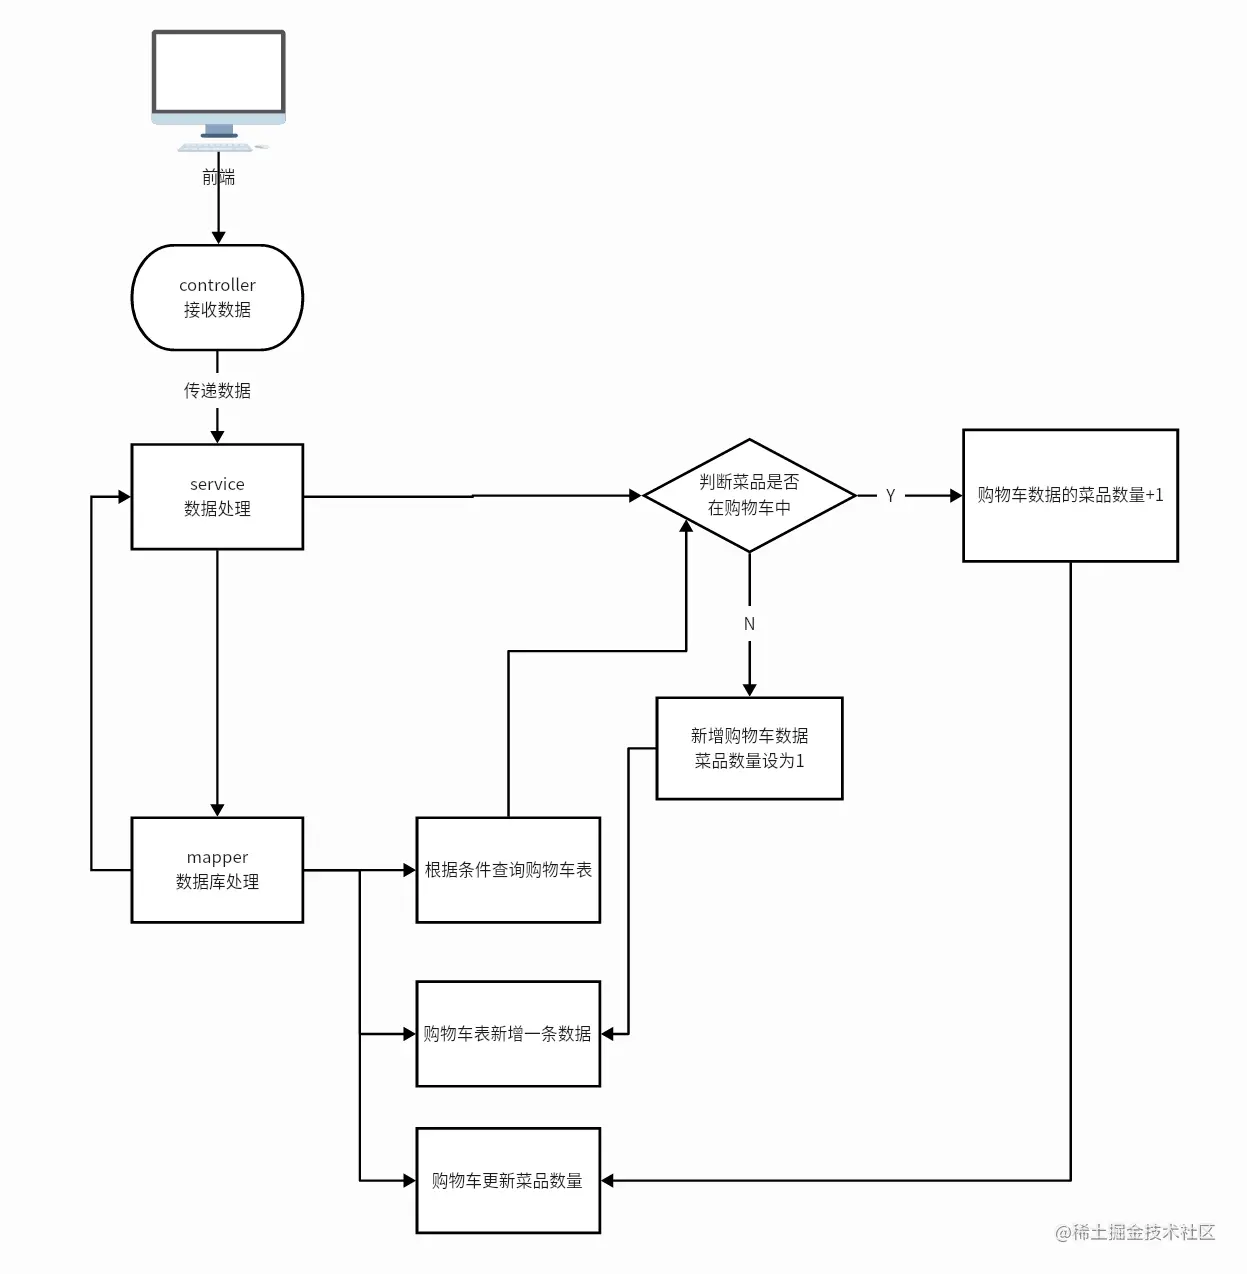 前端
controller
接收数据
传递数据
service
数据处理
判断菜品是否
在购物车中
Y
购物车数据的菜品数量+1
N
新增购物车数据
菜品数量设为1
mapper
数据库处理
根据条件查询购物车表
购物车表新增一条数据
购物车更新菜品数量
@稀土掘金技术社区